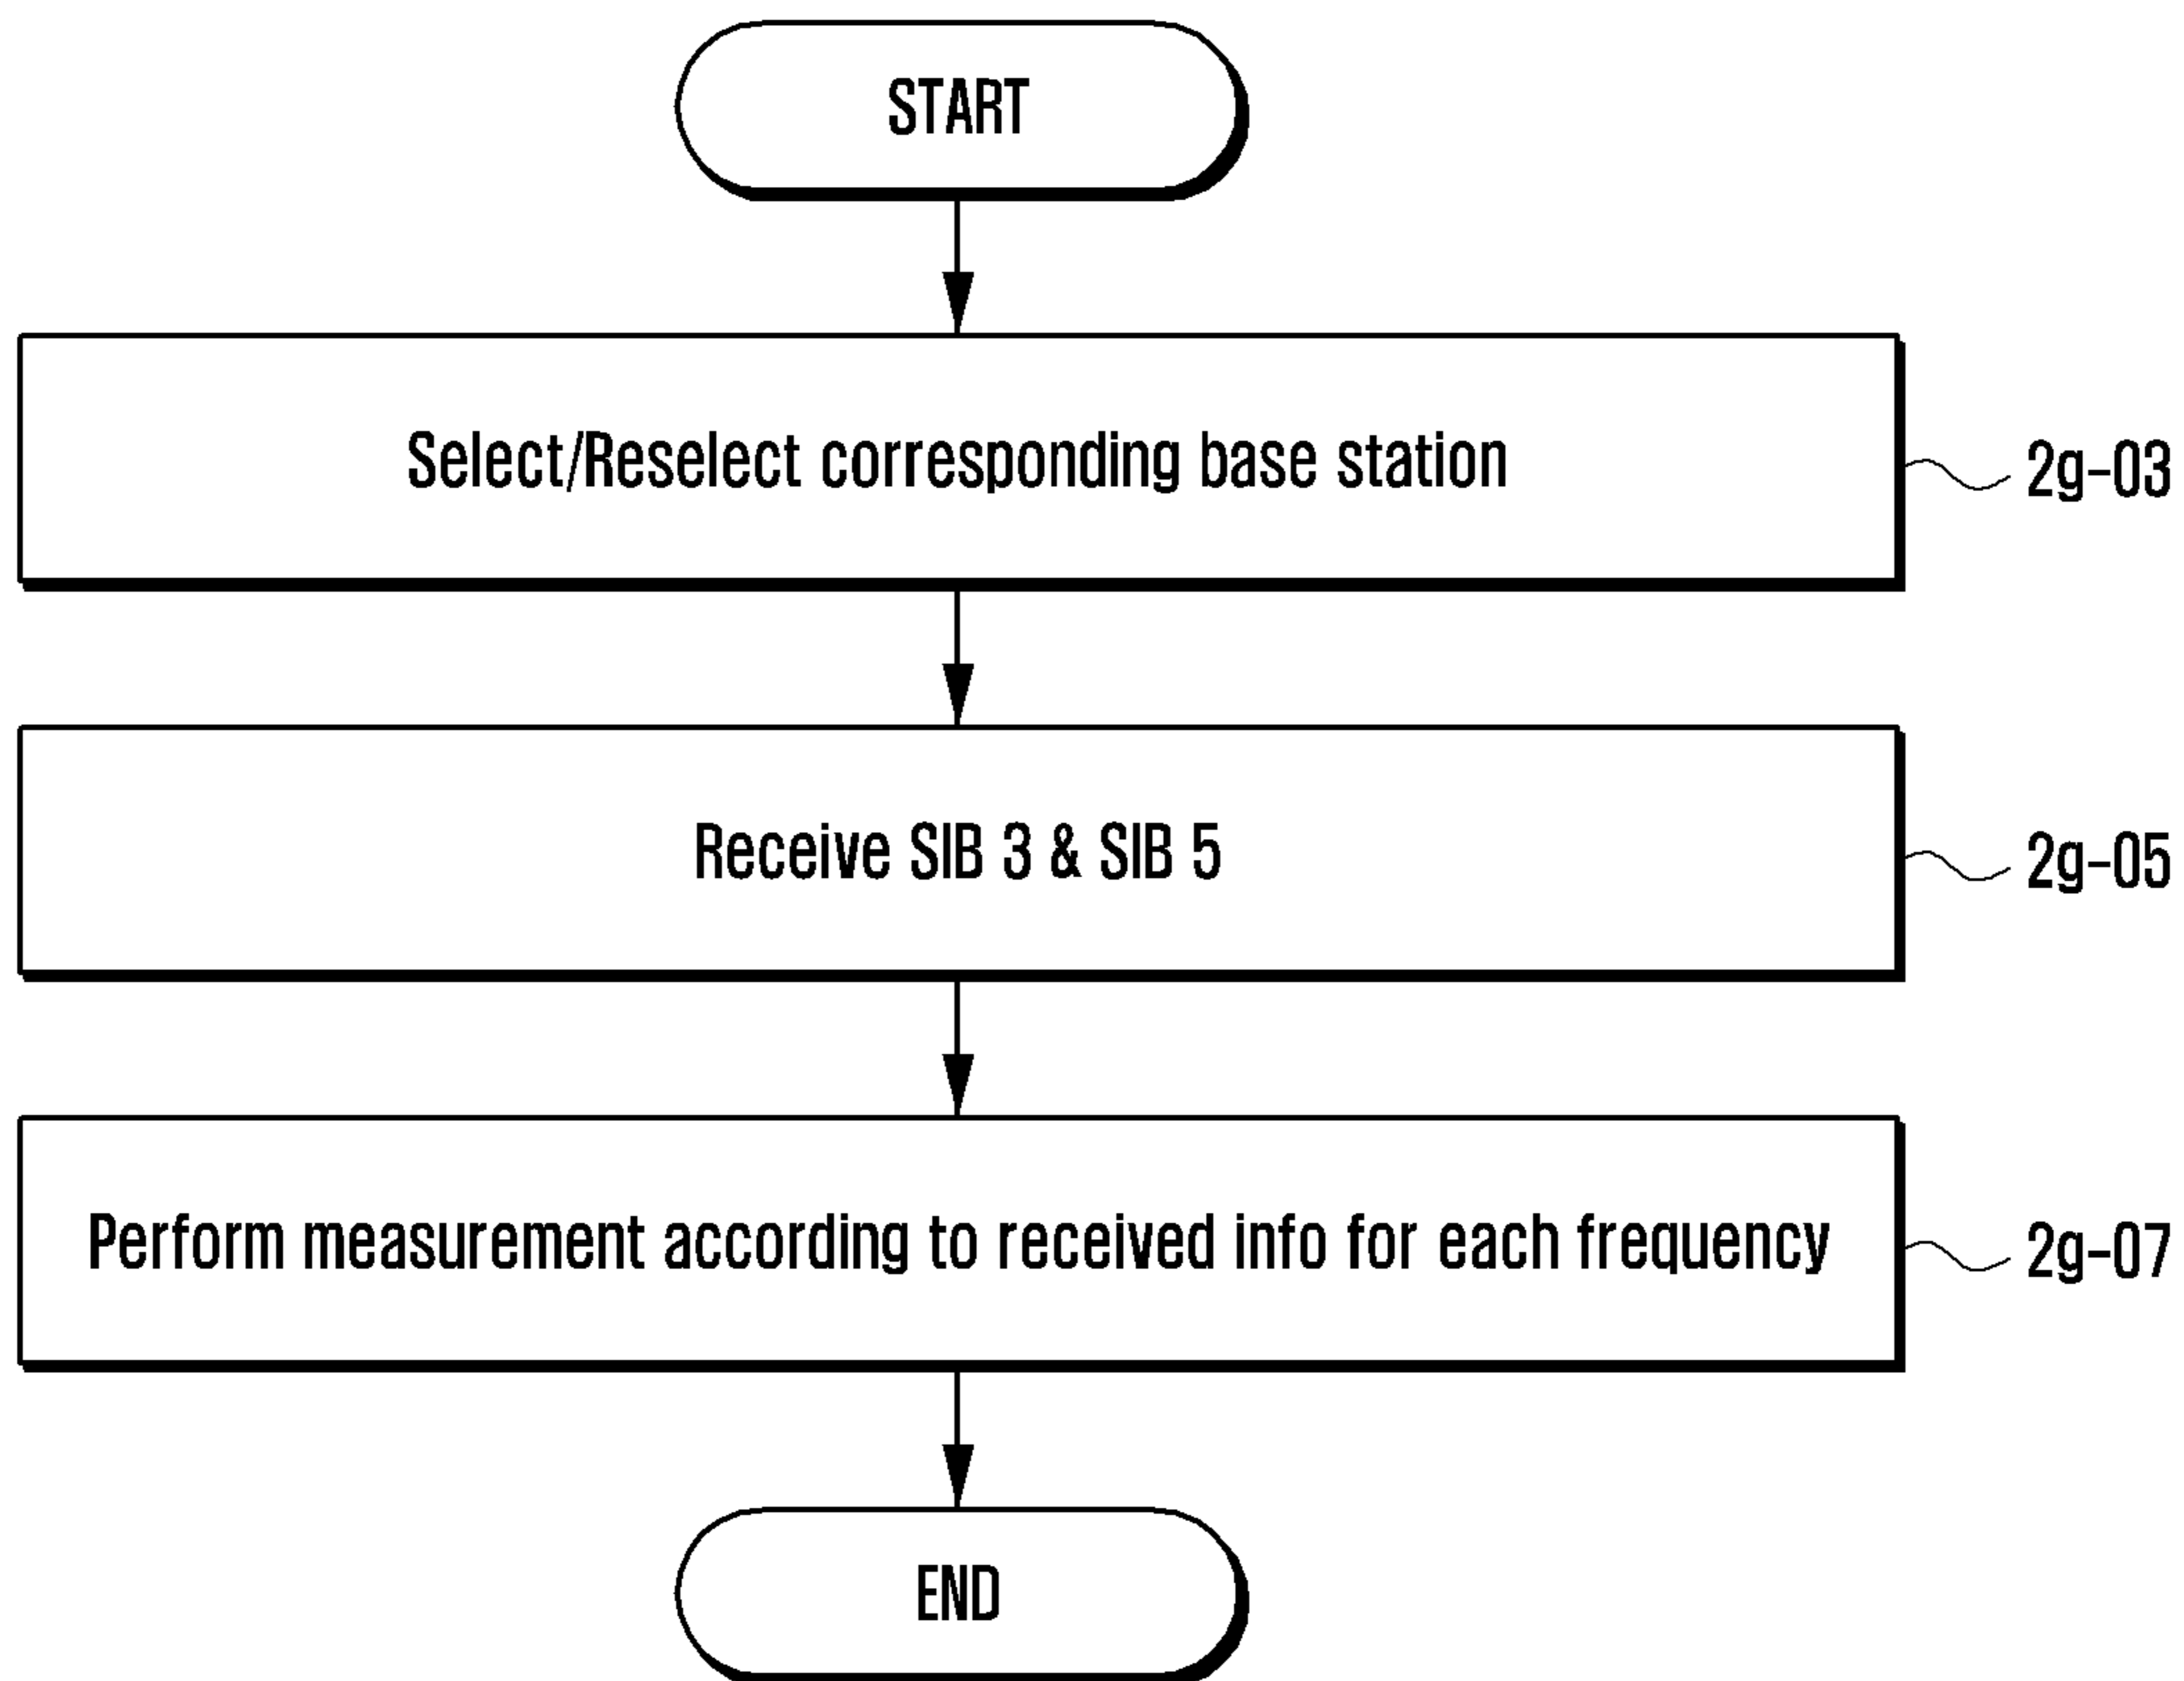 START
Select/Reselect corresponding base station
2g-03
Receive SIB 3 & SIB 5
2g-05
Perform measurement according to received info for each frequency
2g-07
END